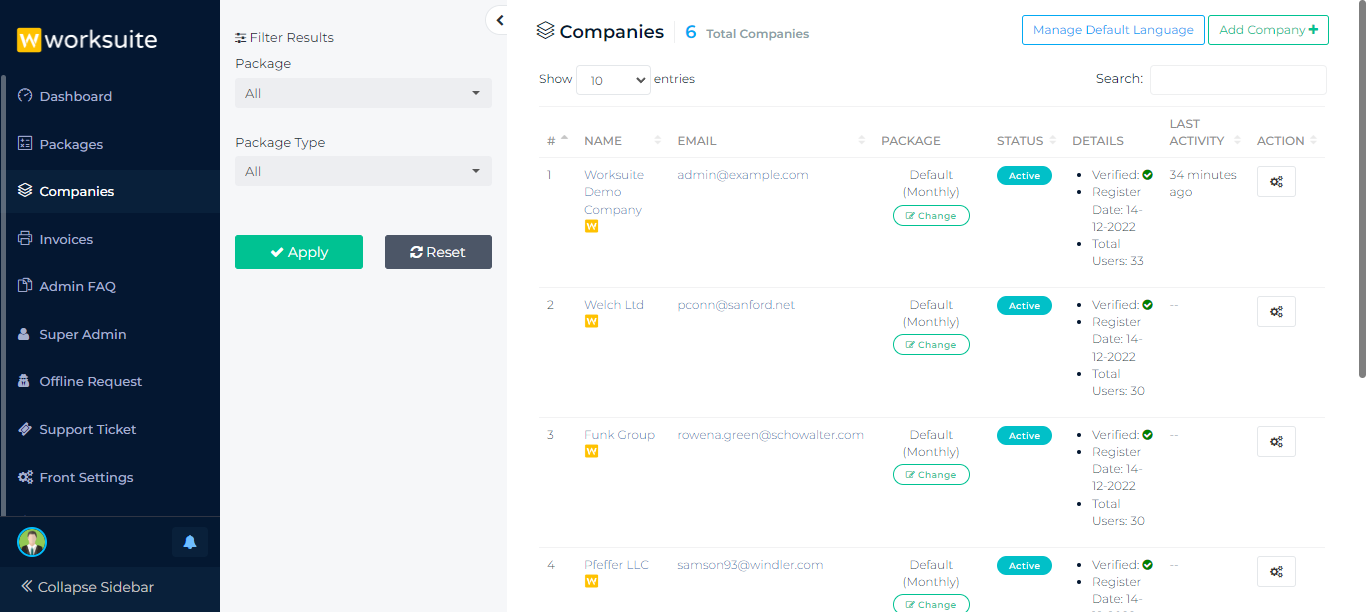 worksuite
Dashboard
Packages
Companies
Invoices
Admin FAQ
Super Admin
Offline Request
Support Ticket
Front Settings
Collapse Sidebar
Filter Results
Package
All
Package Type
All
Apply
Reset
Companies
6 Total Companies
Manage Default Language
Add Company
Show 10 entries
Search:
# NAME EMAIL PACKAGE STATUS DETAILS LAST ACTIVITY ACTION
1
Worksuite
Demo
Company
W
admin@example.com
Default
(Monthly)
Change
Active
Verified:
Register
Date: 14-
12-2022
Total
Users: 33
34 minutes
ago
2
Welch Ltd
W
pconn@sanford.net
Default
(Monthly)
Change
Active
Verified:
Register
Date: 14-
12-2022
Total
Users: 30
--
3
Funk Group
W
rowena.green@schowalter.com
Default
(Monthly)
Change
Active
Verified:
Register
Date: 14-
12-2022
Total
Users: 30
--
4
Pfeffer LLC
W
samson93@windler.com
Default
(Monthly)
Change
Active
Verified:
Register
Date: 14-
--